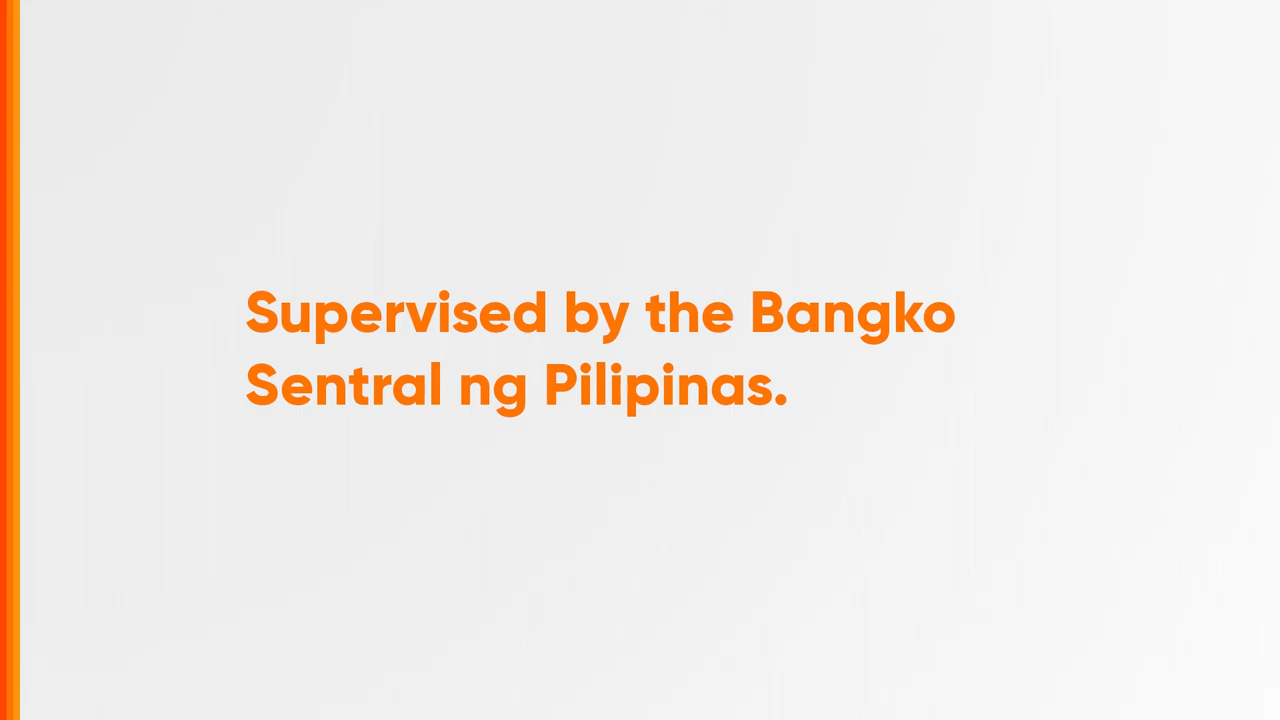 Supervised by the Bangko
Sentral ng Pilipinas.